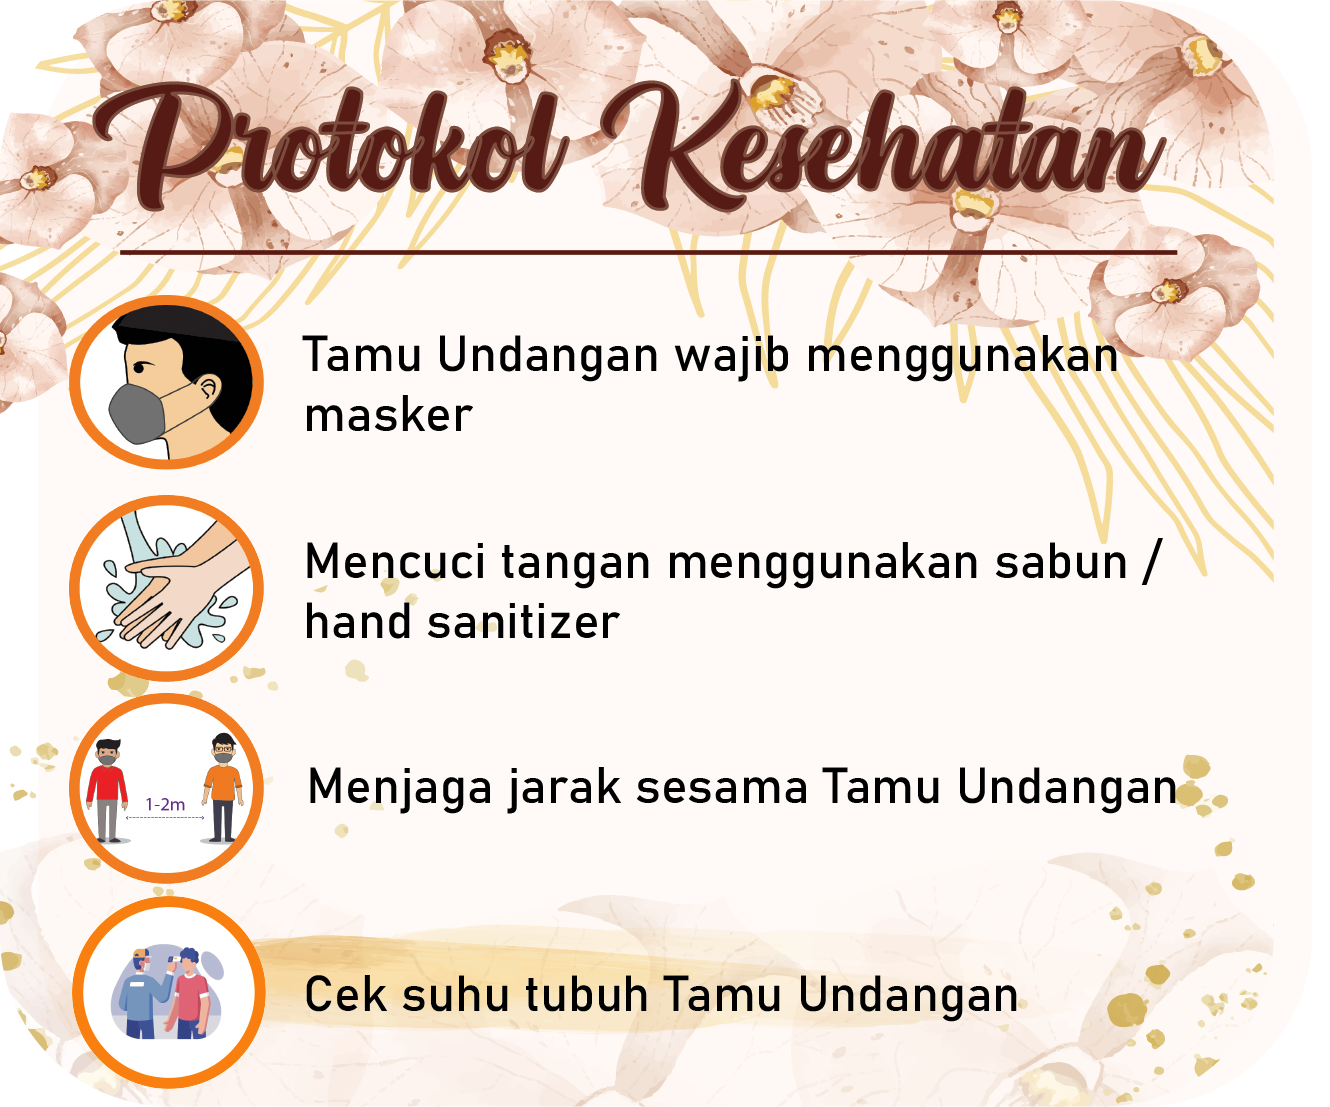 Protokol Kesehatan
Tamu Undangan wajib menggunakan
masker
Mencuci tangan menggunakan sabun /
hand sanitizer
1-2m
Menjaga jarak sesama Tamu Undangan
Cek suhu tubuh Tamu Undangan